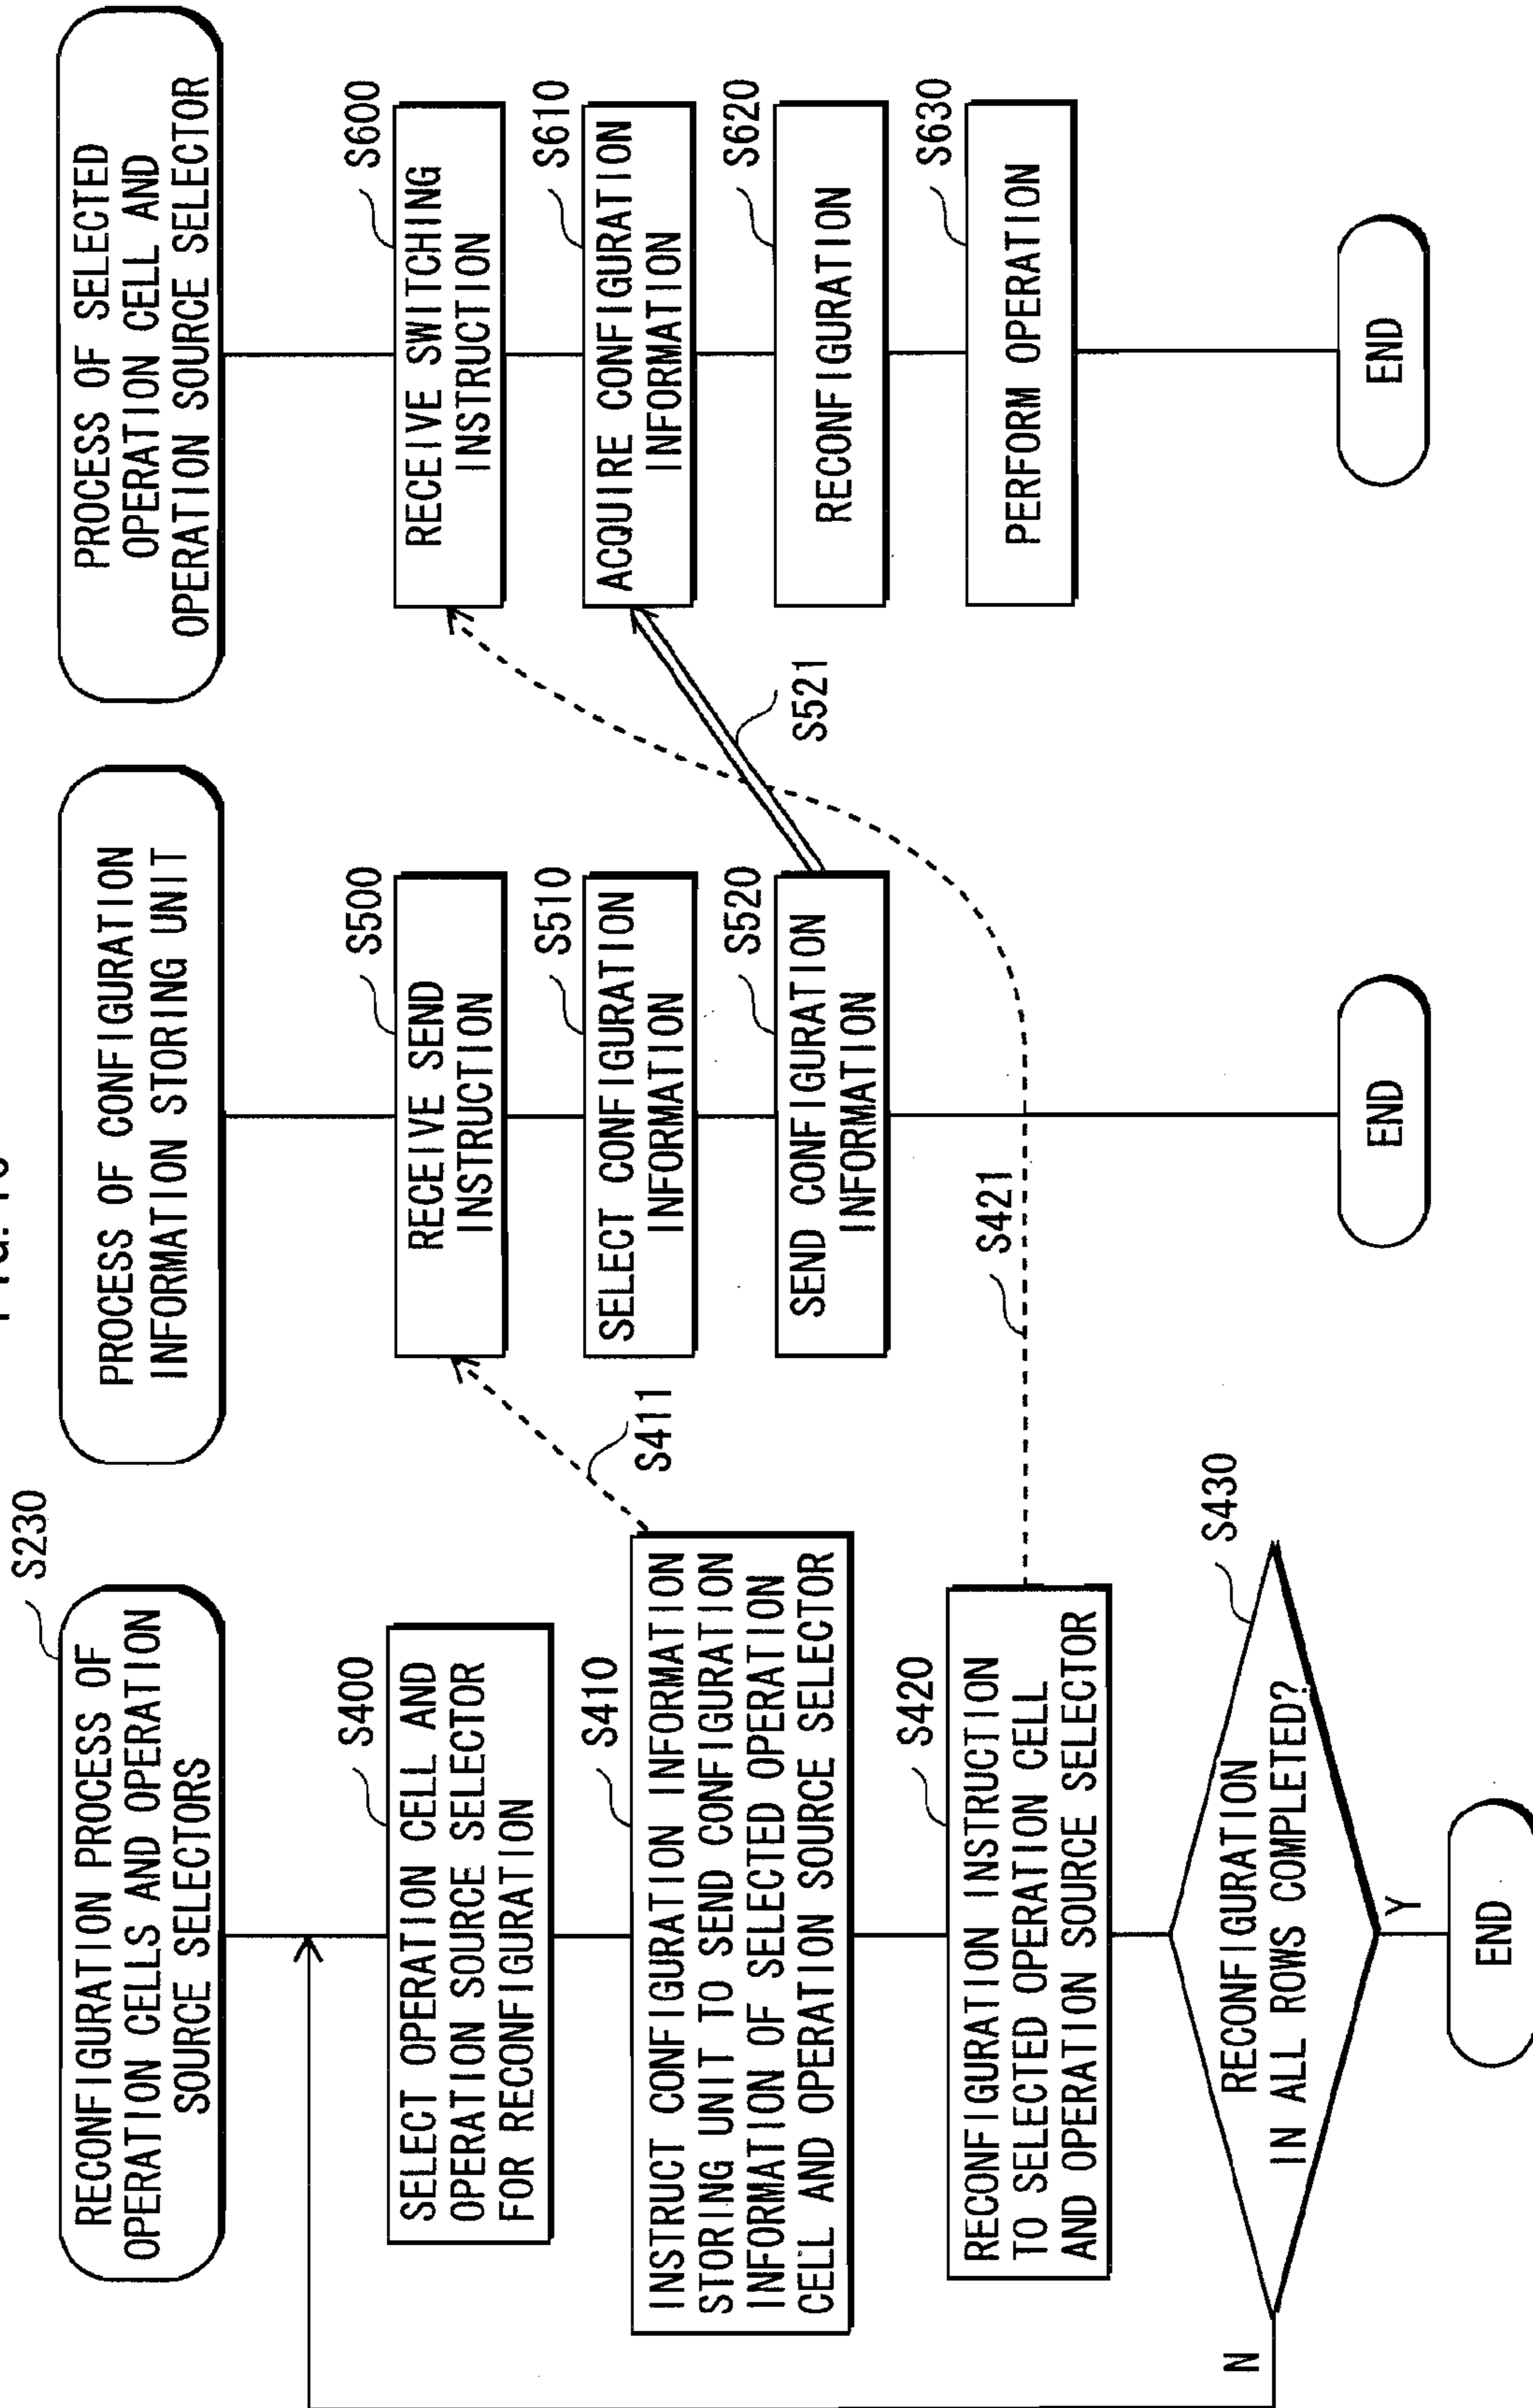 S230
RECONFIGURATION PROCESS OF
OPERATION CELLS AND OPERATION
SOURCE SELECTORS
S400
SELECT OPERATION CELL AND
OPERATION SOURCE SELECTOR
FOR RECONFIGURATION
S410
INSTRUCT CONFIGURATION INFORMATION
STORING UNIT TO SEND CONFIGURATION
INFORMATION OF SELECTED OPERATION
CELL AND OPERATION SOURCE SELECTOR
S411
S420
RECONFIGURATION INSTRUCTION
TO SELECTED OPERATION CELL
AND OPERATION SOURCE SELECTOR
S421
S430
RECONFIGURATION
IN ALL ROWS COMPLETED?
N
Y
END
PROCESS OF CONFIGURATION
INFORMATION STORING UNIT
S500
RECEIVE SEND
INSTRUCTION
S510
SELECT CONFIGURATION
INFORMATION
S520
SEND CONFIGURATION
INFORMATION
S521
END
PROCESS OF SELECTED
OPERATION CELL AND
OPERATION SOURCE SELECTOR
S600
RECEIVE SWITCHING
INSTRUCTION
S610
ACQUIRE CONFIGURATION
INFORMATION
S620
RECONFIGURATION
S630
PERFORM OPERATION
END